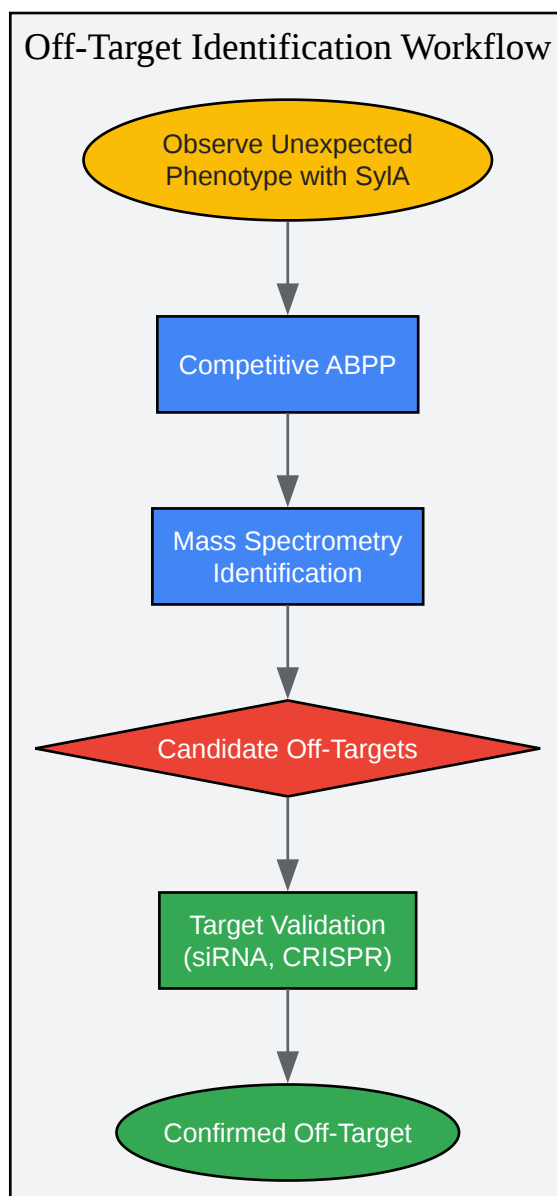 Off-Target Identification Workflow
Observe Unexpected
Phenotype with SylA
Competitive ABPP
Mass Spectrometry
Identification
Candidate Off-Targets
Target Validation
(siRNA, CRISPR)
Confirmed Off-Target